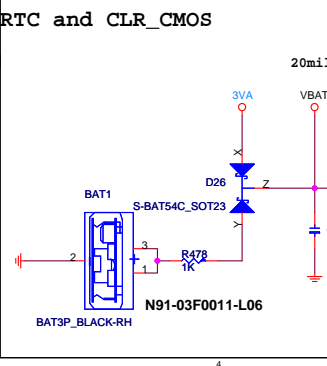 RTC and CLR_CMOS
20mil
3VA
VBAT
X
D26
Z
BAT1
S-BAT54C_SOT23
Y
3
R478
2
+
1
1K
N91-03F0011-L06
BAT3P_BLACK-RH
4